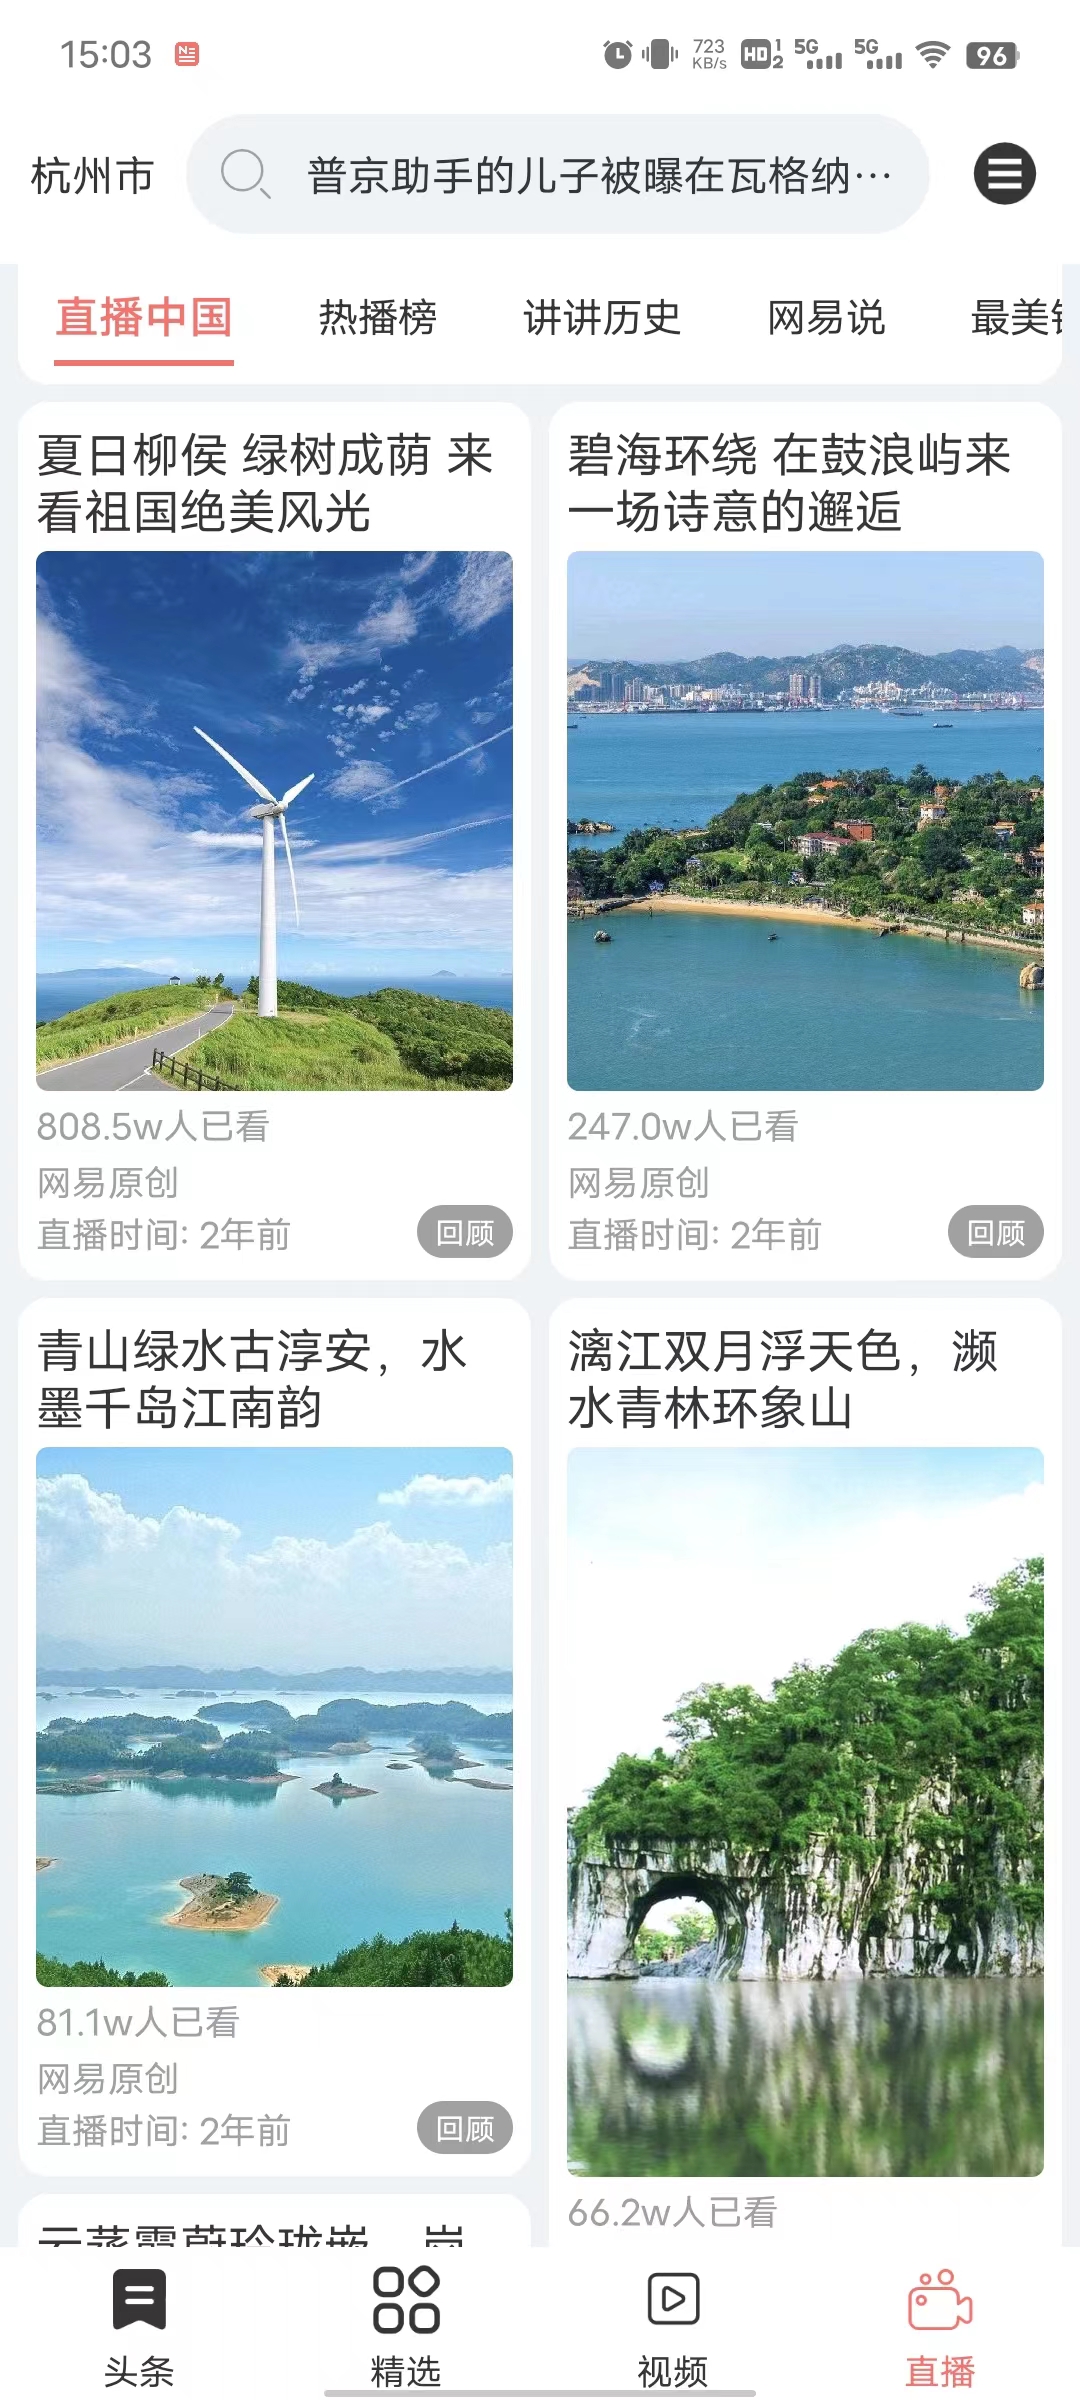 15:03
723
KB/s
HD 1 2
5G
5G
96
杭州市
普京助手的儿子被曝在瓦格纳…
直播中国
热播榜
讲讲历史
网易说
最美
夏日柳侯 绿树成荫 来
看祖国绝美风光
808.5w人已看
网易原创
直播时间: 2年前
回顾
碧海环绕 在鼓浪屿来
一场诗意的邂逅
247.0w人已看
网易原创
直播时间: 2年前
回顾
青山绿水古淳安，水
墨千岛江南韵
81.1w人已看
网易原创
直播时间: 2年前
回顾
漓江双月浮天色，濒
水青林环象山
66.2w人已看
云蒸霞蔚玲珑嵌
头条
精选
视频
直播